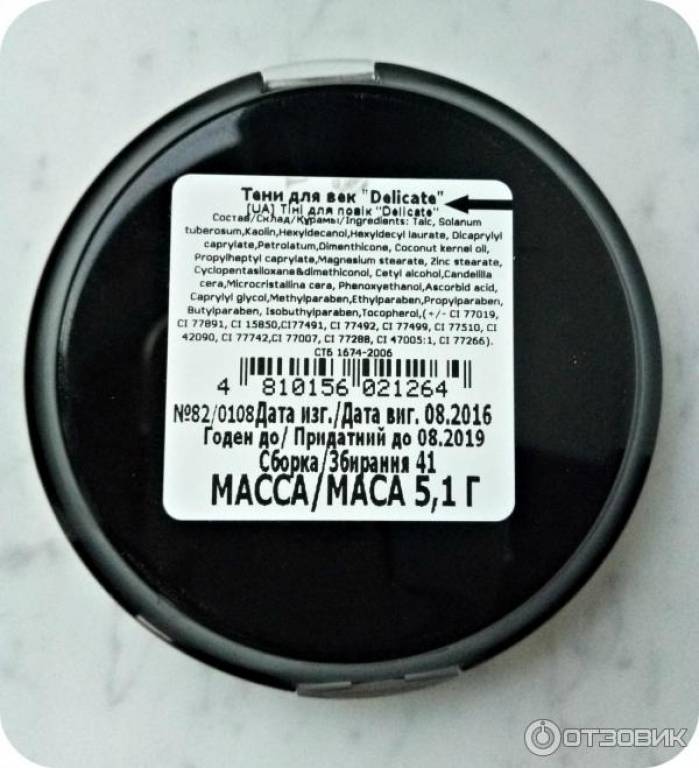 Тени для век "Delicate"
[UA] Тіні для повік "Delicate"
Состав/Склад/Құрамы/Ingredients: Talc, Solanum
tuberosum,Kaolin,Hexyldecanol,Hexyldecyl laurate, Dicaprylyl
caprylate,Petrolatum,Dimenthicone, Coconut kernel oil,
Propylheptyl caprylate,Magnesium stearate, Zinc stearate,
Cyclopentasiloxane&dimethiconol, Cetyl alcohol,Candelilla
cera,Microcristallina cera, Phenoxyethanol,Ascorbid acid,
Caprylyl glycol,Methylparaben,Ethylparaben,Propylparaben,
Butylparaben, Isobuthylparaben,Tocopherol,(+/- CI 77019,
CI 77891, CI 15850,CI77491, CI 77492, CI 77499, CI 77510, CI
42090, CI 77742,CI 77007, CI 77288, CI 47005:1, CI 77266).
СТБ 1674-2006
4 810156 021264
№82/0108Дата изг./Дата виг. 08.2016
Годен до/ Придатний до 08.2019
Сборка/Збирання 41
МАССА/МАСА 5,1 Г
ОТЗОВИК